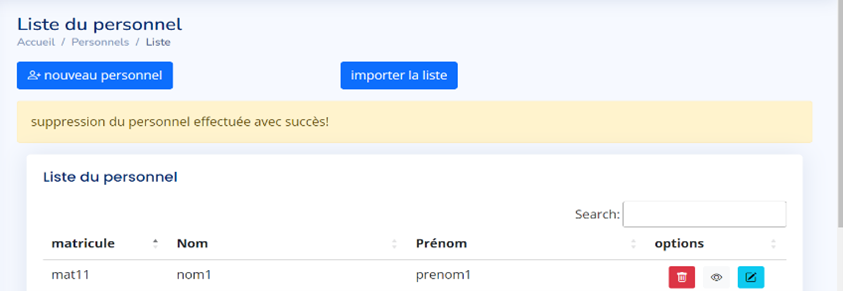 Liste du personnel
Accueil / Personnels / Liste
nouveau personnel importer la liste
suppression du personnel effectuée avec succès!
Liste du personnel
Search:
matricule Nom Prénom options
mat11 nom1 prenom1